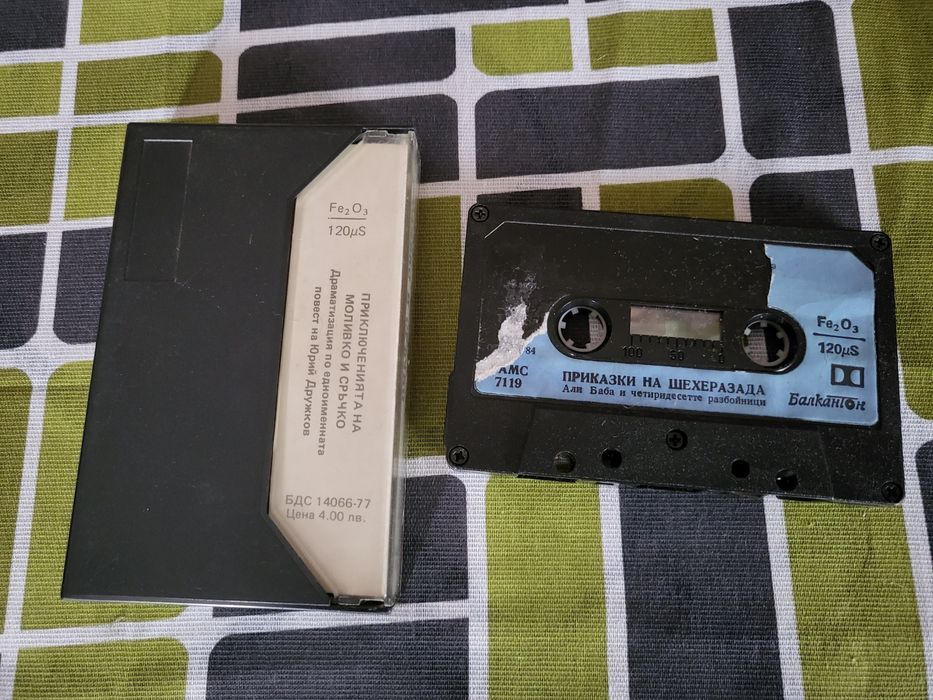 Fe2O3
120µS
ПРИКЛЮЧЕНИЯТА НА
МОЛИВКО И СРЪЧКО
Драматизация по едноименната
повест на Юрий Дружков
БДС 14066-77
Цена 4.00 лв.
Fe2O3
120µS
100 50 0
84
АМС
7119
ПРИКАЗКИ НА ШЕХЕРАЗАДА
Али Баба и четиридесетте разбойници
Балкантон